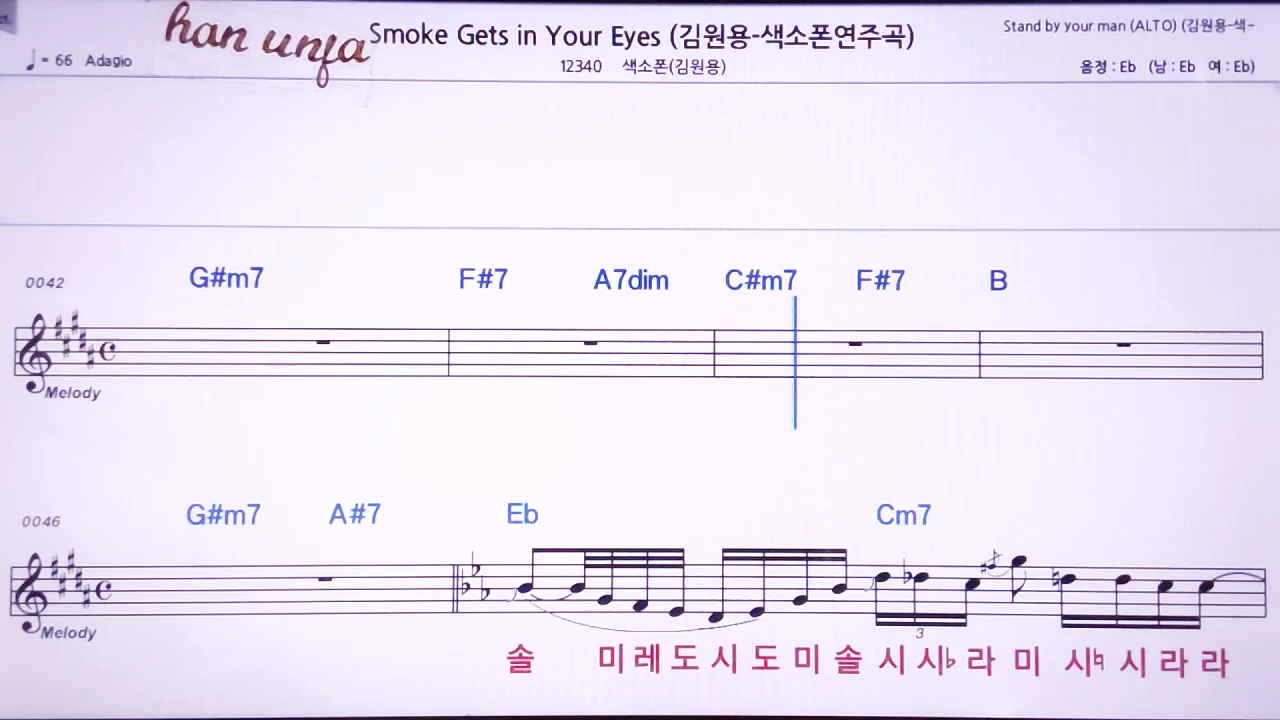 han unfa
Smoke Gets in Your Eyes (김원용-색소폰연주곡)
Stand by your man (ALTO) (김원용-색-
♩ = 66 Adagio
12340 색소폰(김원용)
음정 : Eb (남 : Eb 여 : Eb)
0042 G#m7 F#7 A7dim C#m7 F#7 B
Melody
0046 G#m7 A#7 Eb Cm7
Melody
3
솔 미 레 도 시 도 미 솔 시 시♭ 라 미 시♮ 시 라 라